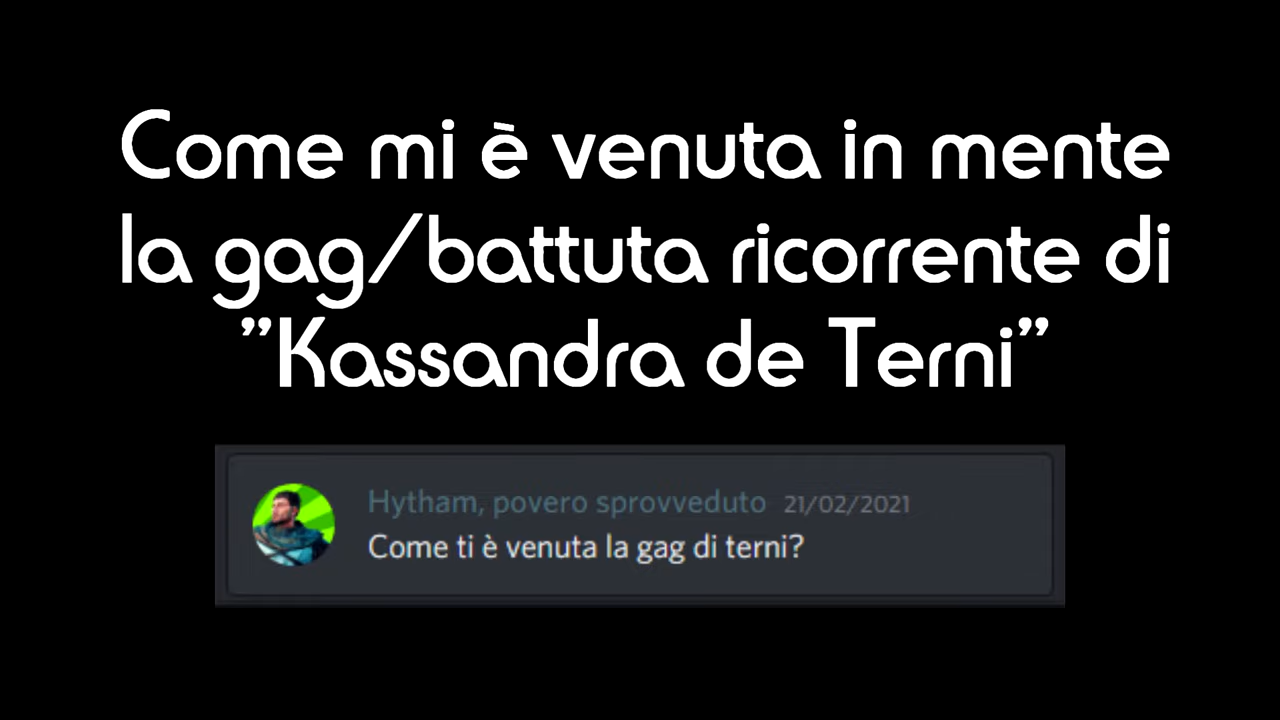 Come mi è venuta in mente
la gag/battuta ricorrente di
”Kassandra de Terni”
Hytham, povero sprovveduto 21/02/2021
Come ti è venuta la gag di terni?